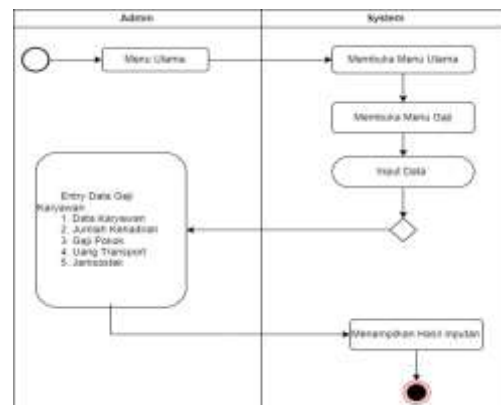 Admin
System
Menu Utama
Membuka Menu Utama
Membuka Menu Gaji
Input Data
Entry Data Gaji
Karyawan
1. Data Karyawan
2. Jumlah Kehadiran
3. Gaji Pokok
4. Uang Transport
5. Jamsostek
Menampilkan Hasil Inputan